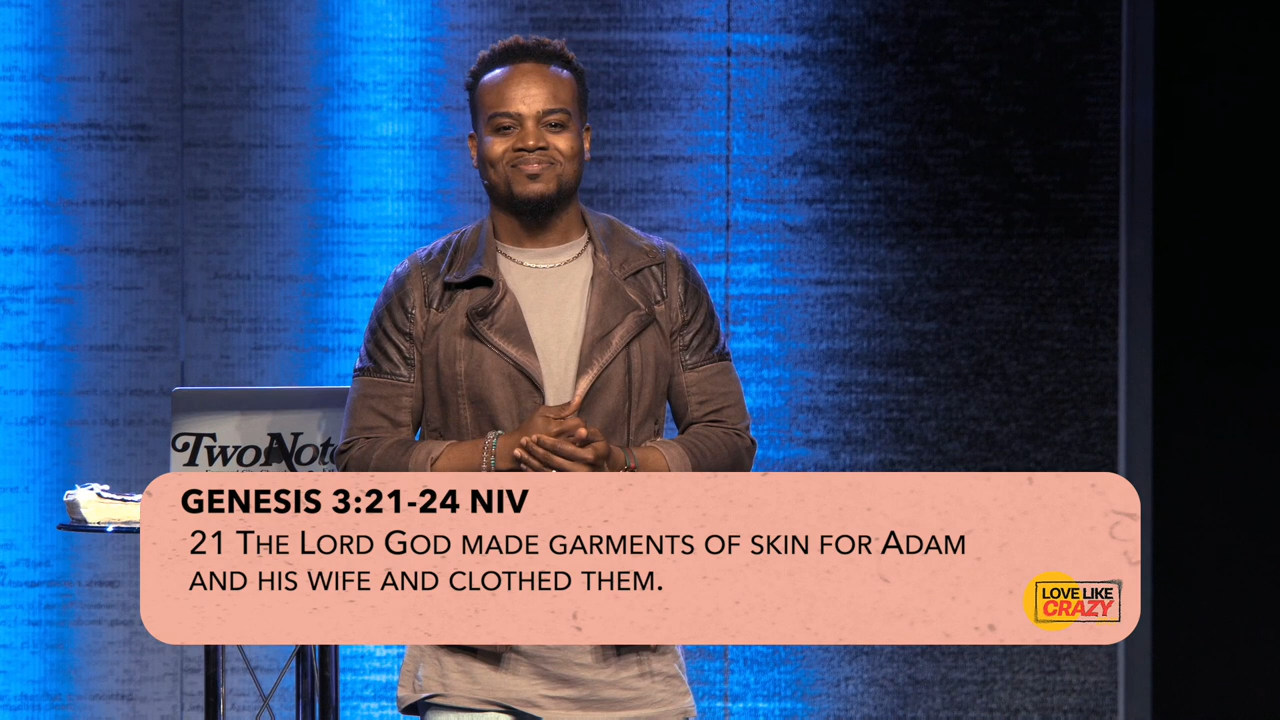 TwoNote
GENESIS 3:21-24 NIV
21 THE LORD GOD MADE GARMENTS OF SKIN FOR ADAM
AND HIS WIFE AND CLOTHED THEM.
LOVE LIKE
CRAZY